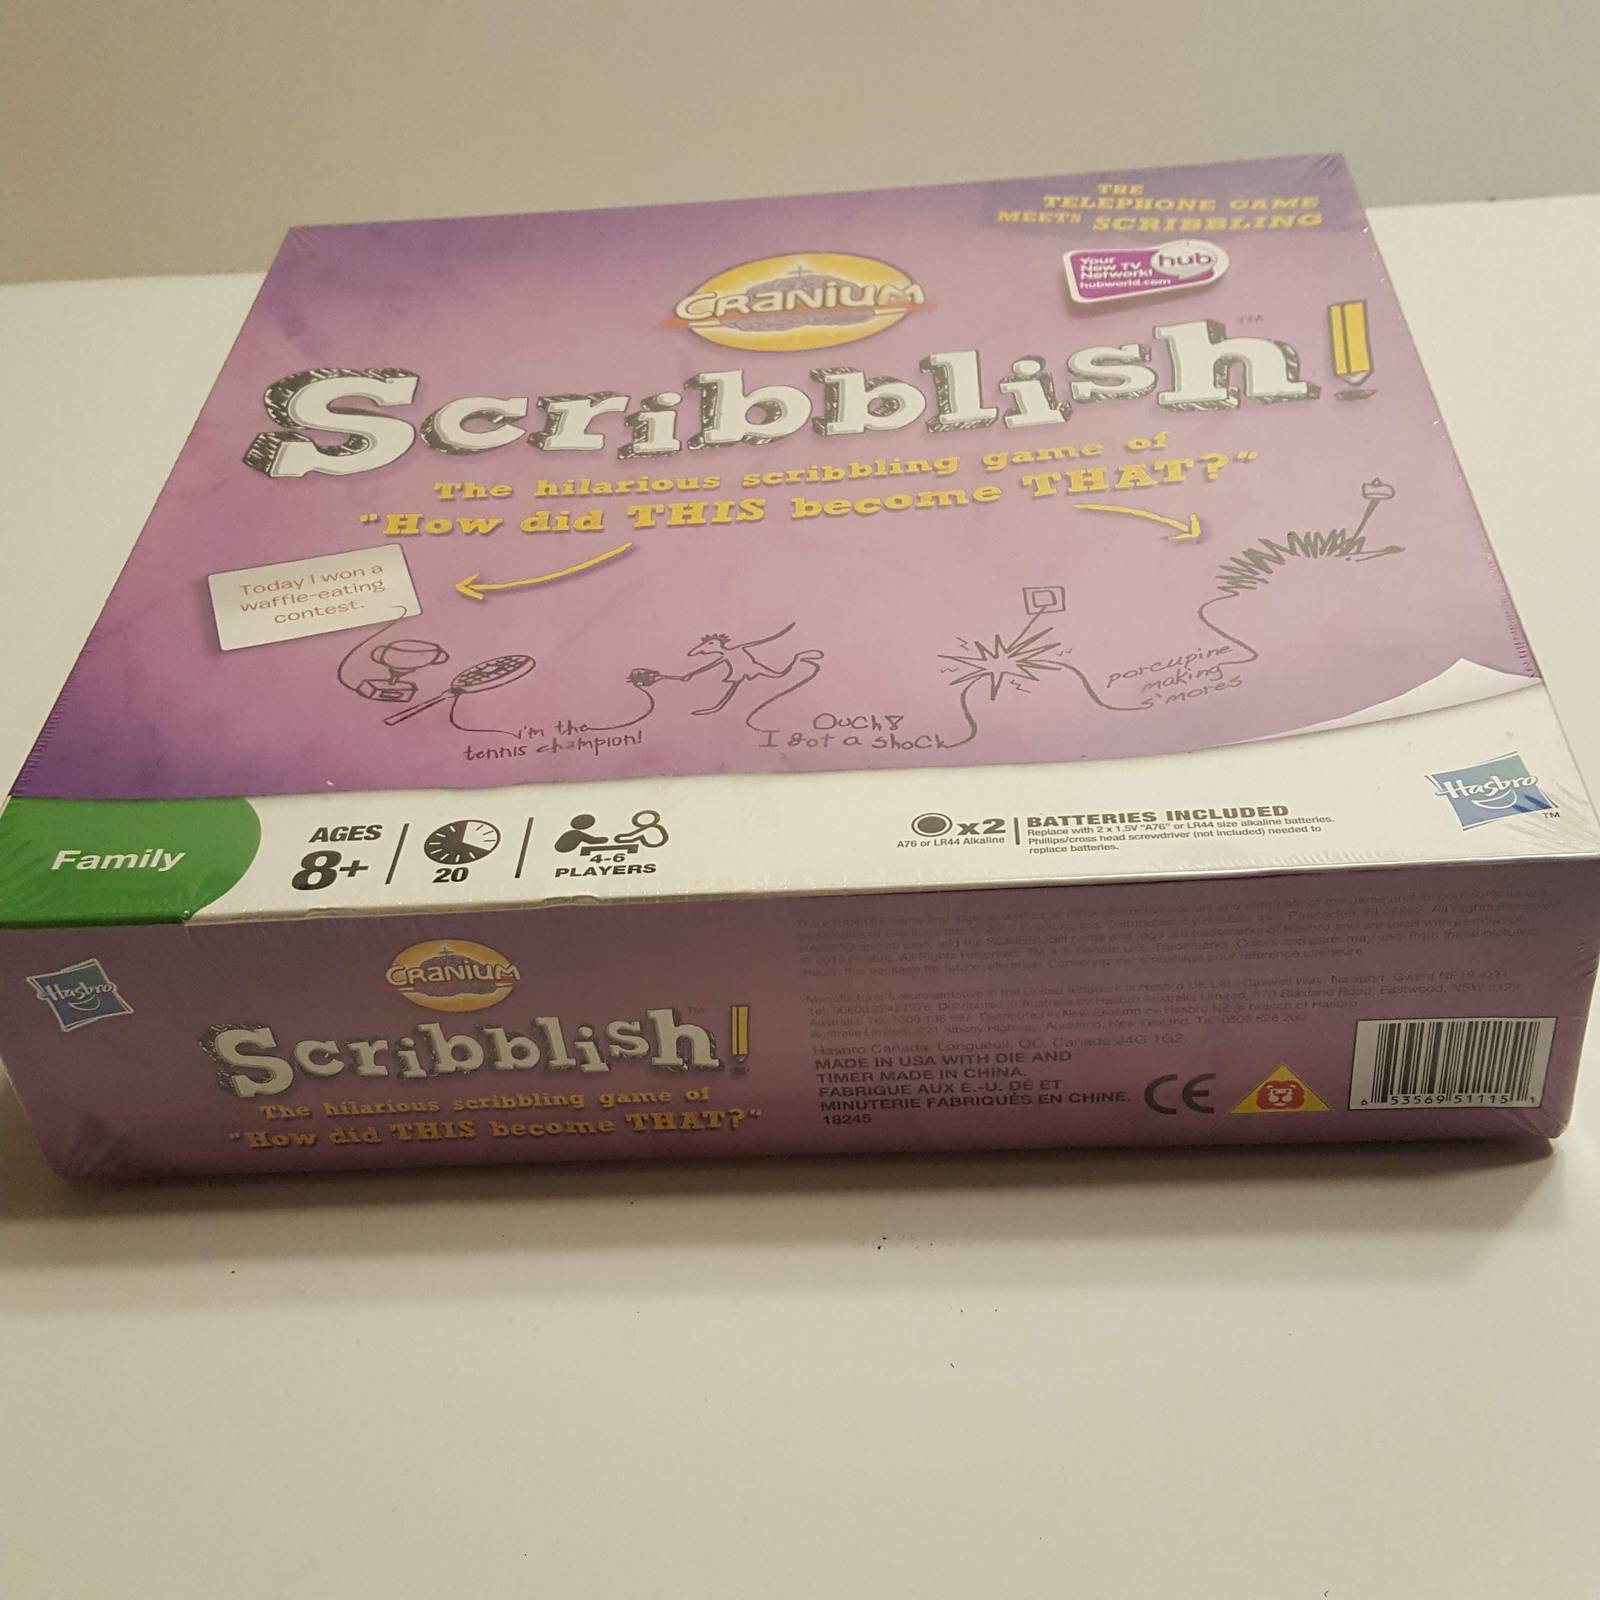 THE
TELEPHONE GAME
MEETS SCRIBBLING
Your
New TV
Network!
hubworld.com
hub
CRANIUM
Scribblish!
The hilarious scribbling game of
"How did THIS become THAT?"
Today I won a
waffle-eating
contest.
i'm the
tennis champion!
Ouch!
I got a shock
porcupine
making
s'mores
Family
AGES
8+
20
4-6
PLAYERS
x2
A76 or LR44 Alkaline
BATTERIES INCLUDED
Replace with 2 x 1.5V "A76" or LR44 size alkaline batteries.
Phillips/cross head screwdriver (not included) needed to
replace batteries.
Hasbro
TM
Hasbro
CRANIUM
Scribblish!
The hilarious scribbling game of
"How did THIS become THAT?"
Hasbro Canada, Longueuil, QC, Canada J4G 1G2.
MADE IN USA WITH DIE AND
TIMER MADE IN CHINA.
FABRIQUÉ AUX É.-U. DÉ ET
MINUTERIE FABRIQUÉS EN CHINE.
18245
CE
6 53569 51115 1